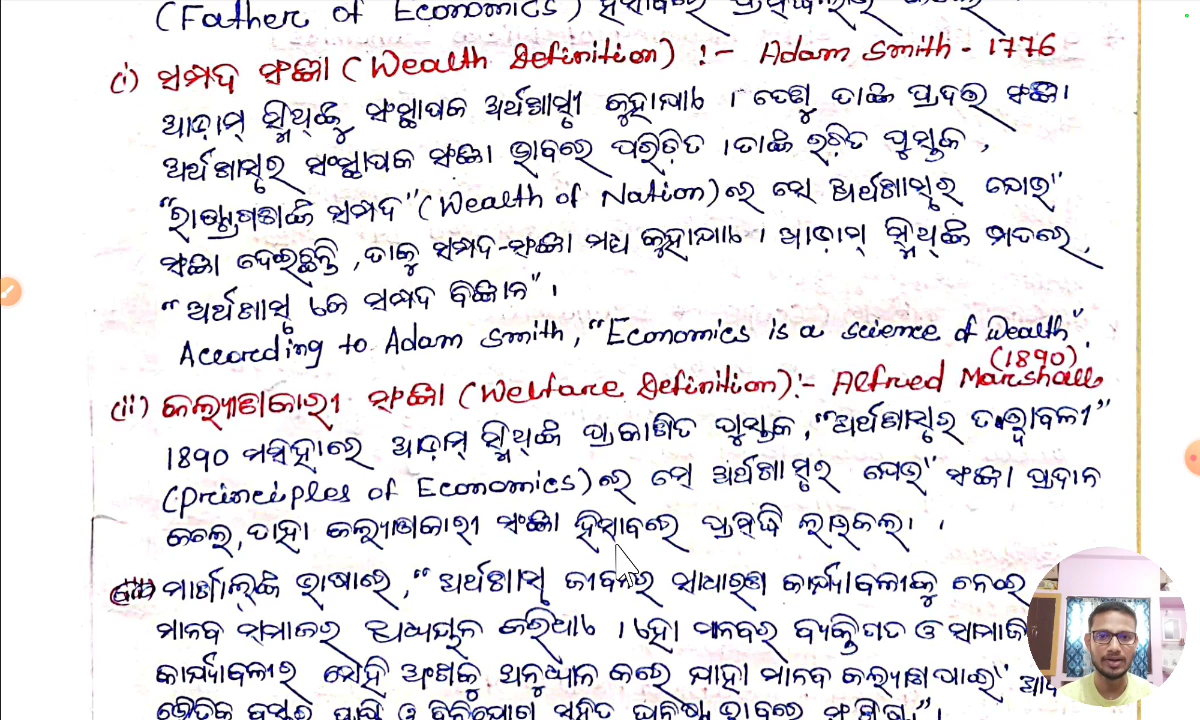 (Father of Economics) ହିସାବରେ
(i) ସମ୍ପଦ ସଂଜ୍ଞା (Wealth Definition) :- Adam Smith - 1776
ଆଡ଼ାମ୍ ସ୍ମିଥ୍‌ଙ୍କୁ ସଂସ୍ଥାପକ ଅର୍ଥଶାସ୍ତ୍ରୀ କୁହାଯାଏ । ତେଣୁ ତାଙ୍କ ପ୍ରଦତ୍ତ ସଂଜ୍ଞା
ଅର୍ଥଶାସ୍ତ୍ରର ସଂସ୍ଥାପକ ସଂଜ୍ଞା ଭାବରେ ପରିଚିତ । ତାଙ୍କ ରଚିତ ପୁସ୍ତକ,
“ରାଷ୍ଟ୍ରଗଣଙ୍କ ସମ୍ପଦ” (Wealth of Nation) ରେ ସେ ଅର୍ଥଶାସ୍ତ୍ରର ଯେଉଁ
ସଂଜ୍ଞା ଦେଇଛନ୍ତି, ତାକୁ ସମ୍ପଦ-ସଂଜ୍ଞା ମଧ୍ୟ କୁହାଯାଏ । ଆଡ଼ାମ୍ ସ୍ମିଥ୍‌ଙ୍କ ମତରେ,
“ଅର୍ଥଶାସ୍ତ୍ର ଏକ ସମ୍ପଦ ବିଜ୍ଞାନ” ।
According to Adam Smith, “Economics is a science of Wealth”.
(1890)
(ii) କଲ୍ୟାଣକାରୀ ସଂଜ୍ଞା (Welfare Definition):- Alfred Marshall
1890 ମସିହାରେ ଆଡ଼ାମ୍ ସ୍ମିଥ୍‌ଙ୍କ ପ୍ରକାଶିତ ପୁସ୍ତକ, “ଅର୍ଥଶାସ୍ତ୍ରର ତତ୍ତ୍ୱାବଳୀ”
(Principles of Economics) ରେ ସେ ଅର୍ଥଶାସ୍ତ୍ରର ଯେଉଁ ସଂଜ୍ଞା ପ୍ରଦାନ
କଲେ, ତାହା କଲ୍ୟାଣକାରୀ ସଂଜ୍ଞା ହିସାବରେ ପ୍ରସିଦ୍ଧି ଲାଭକଲା ।
ମାର୍ଶାଲ୍‌ଙ୍କ ଭାଷାରେ, “ଅର୍ଥଶାସ୍ତ୍ର ଜୀବନର ସାଧାରଣ କାର୍ଯ୍ୟାବଳୀକୁ ନେଇ
ମାନବ ସମାଜର ଅଧ୍ୟୟନ କରିଥାଏ । ଏହା ମାନବର ବ୍ୟକ୍ତିଗତ ଓ ସାମାଜି
କାର୍ଯ୍ୟାବଳୀର ସେହି ଅଂଶକୁ ଅନୁଧ୍ୟାନ କରେ ଯାହା ମାନବ କଲ୍ୟାଣ ପାଇଁ
ଭୌତିକ ବସ୍ତୁର ପ୍ରାପ୍ତି ଓ ବିନିଯୋଗ ସହିତ ଘନିଷ୍ଠ ଭାବରେ ସଂଶ୍ଳିଷ୍ଟ” ।